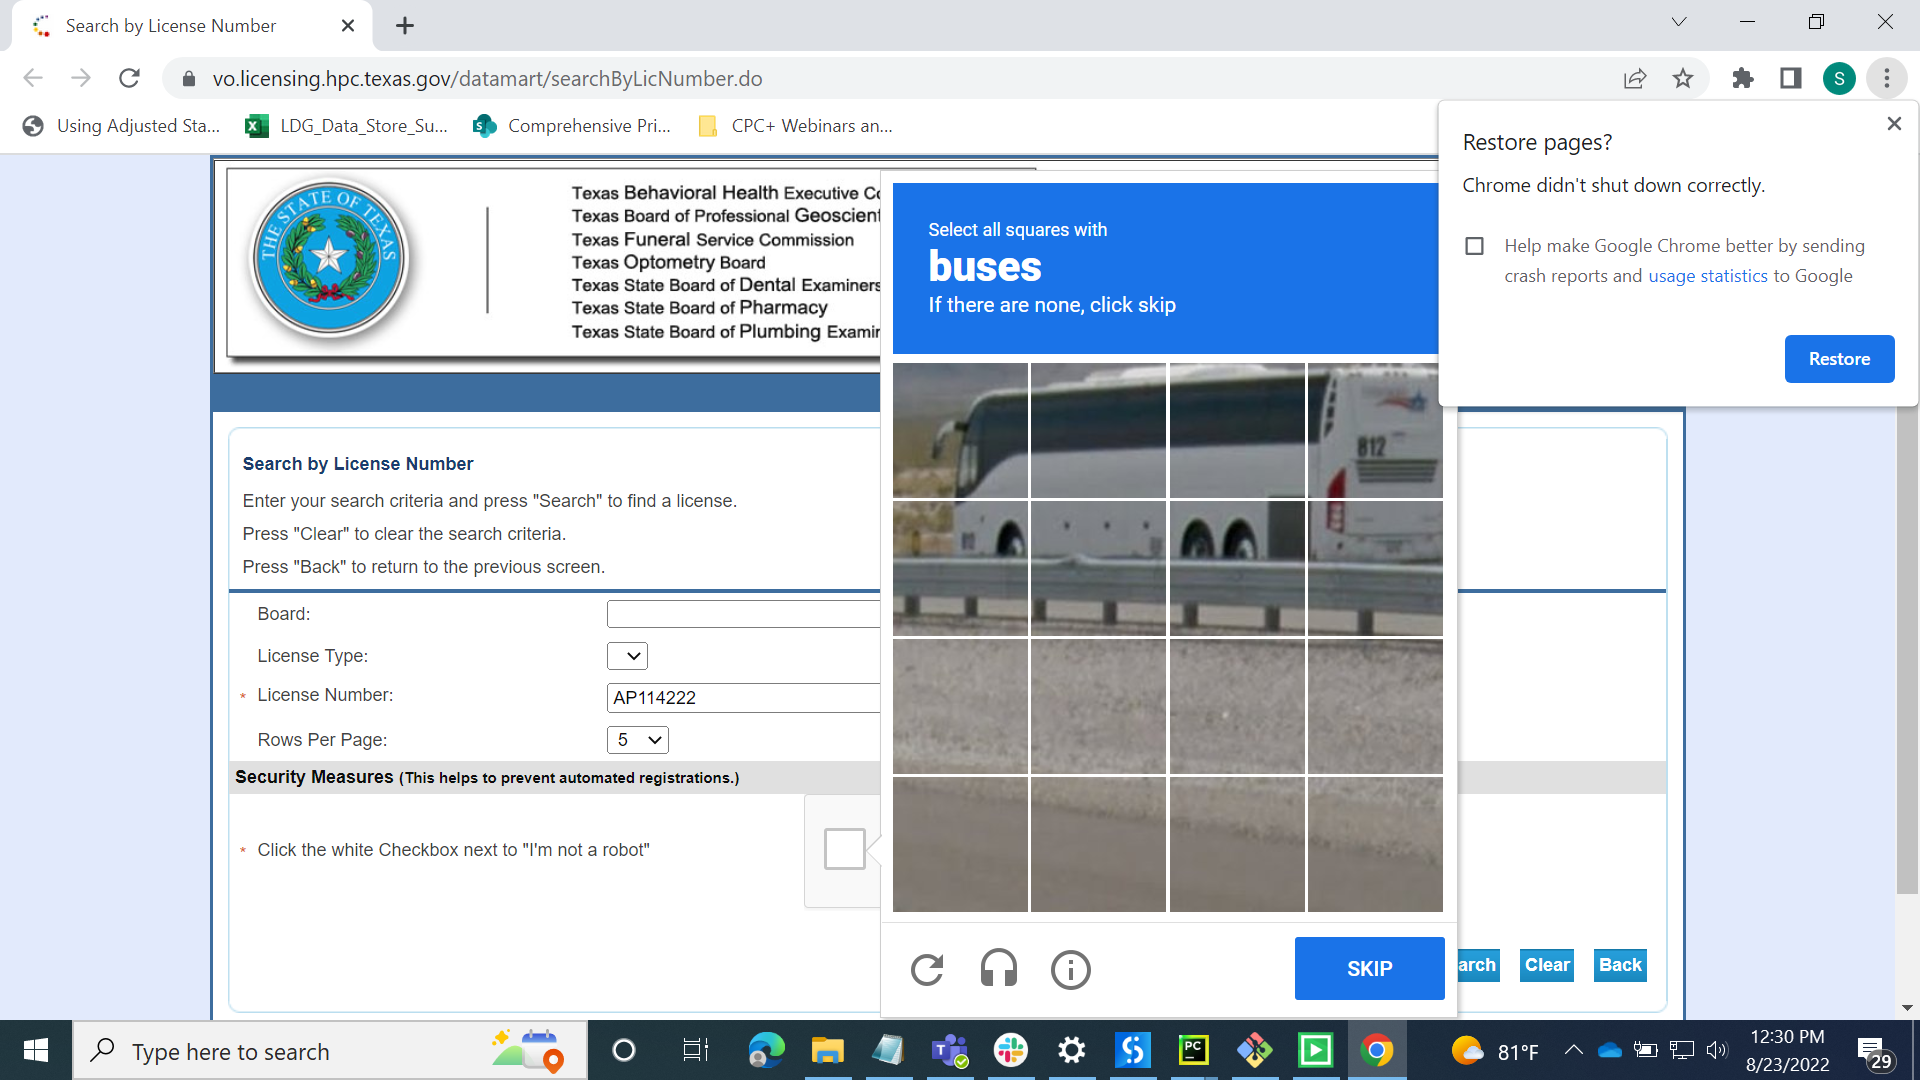 Search by License Number
vo.licensing.hpc.texas.gov/datamart/searchByLicNumber.do
S
Using Adjusted Sta...
LDG_Data_Store_Su...
Comprehensive Pri...
CPC+ Webinars an...
Restore pages?
Chrome didn't shut down correctly.
Help make Google Chrome better by sending
crash reports and usage statistics to Google
Restore
THE STATE OF TEXAS
Texas Behavioral Health Executive Co
Texas Board of Professional Geoscient
Texas Funeral Service Commission
Texas Optometry Board
Texas State Board of Dental Examiners
Texas State Board of Pharmacy
Texas State Board of Plumbing Examin
Select all squares with
buses
If there are none, click skip
812
Search by License Number
Enter your search criteria and press "Search" to find a license.
Press "Clear" to clear the search criteria.
Press "Back" to return to the previous screen.
Board:
License Type:
* License Number:
AP114222
Rows Per Page:
5
Security Measures (This helps to prevent automated registrations.)
* Click the white Checkbox next to "I'm not a robot"
SKIP
arch
Clear
Back
Type here to search
PC
81°F
12:30 PM
8/23/2022
29